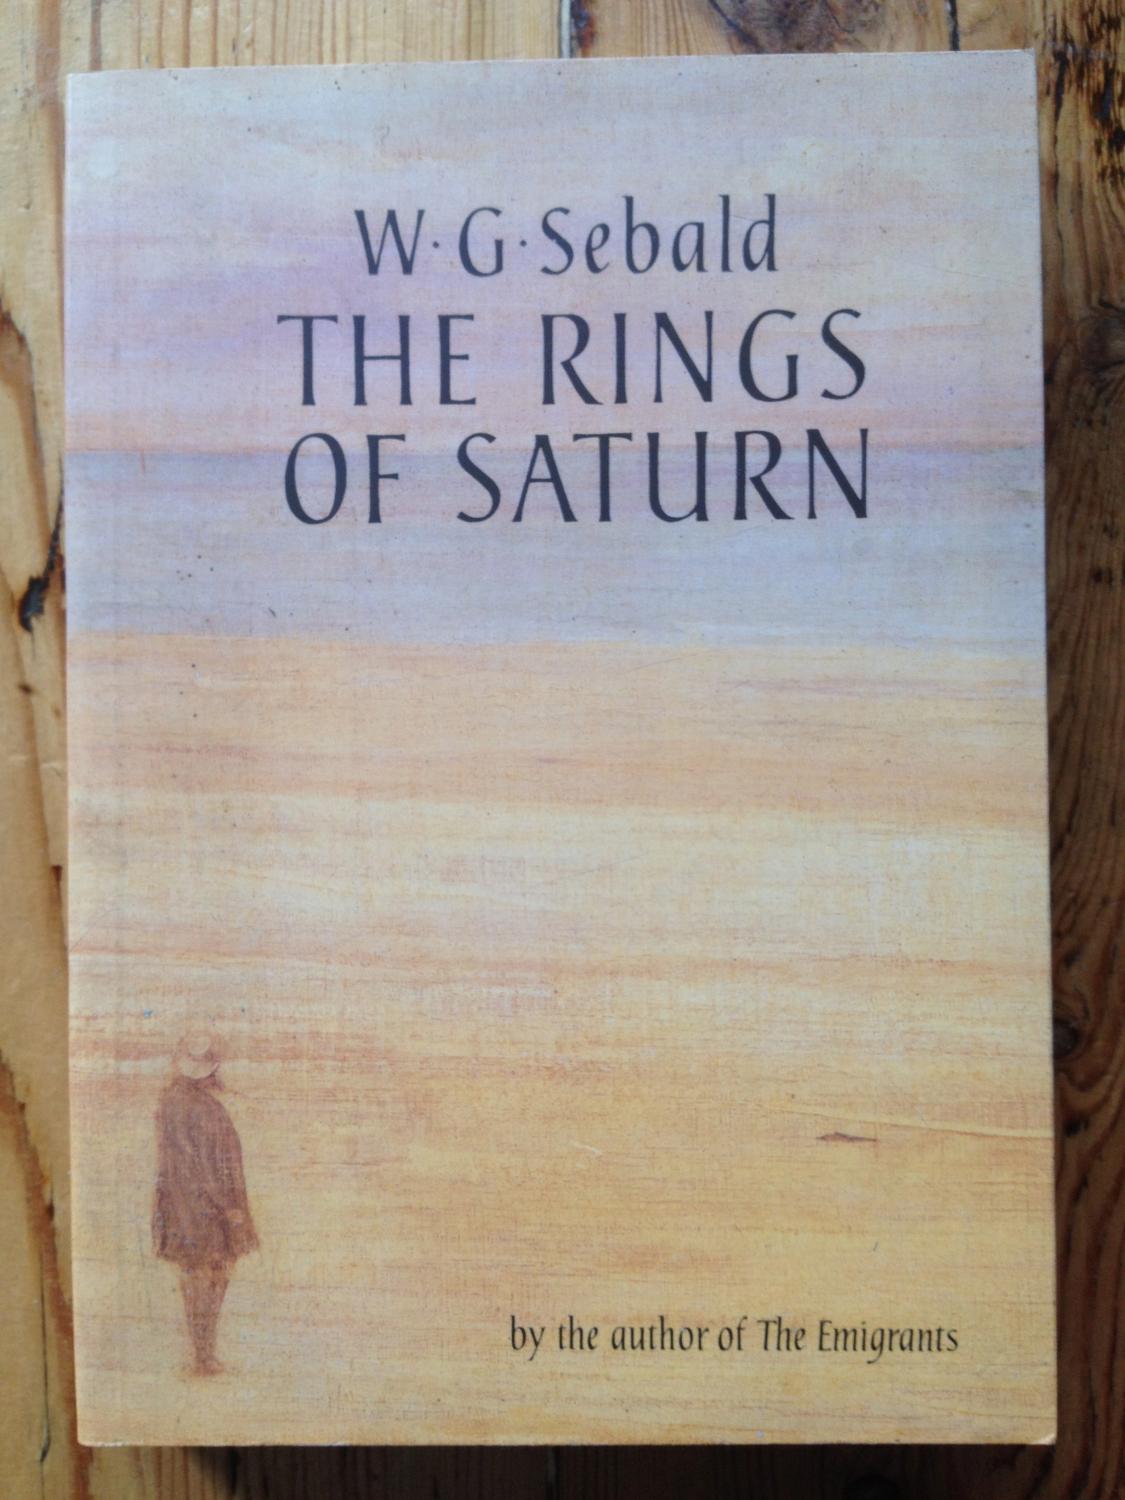 W·G·Sebald
THE RINGS
OF SATURN
by the author of The Emigrants